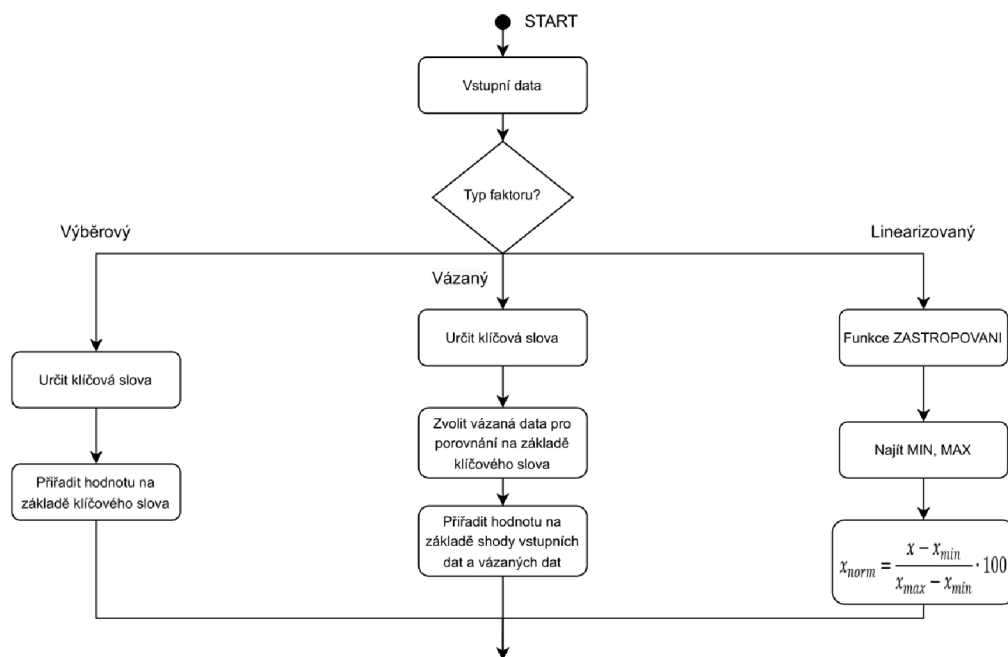 START
Vstupní data
Typ faktoru?
Výběrový
Vázaný
Linearizovaný
Určit klíčová slova
Přiřadit hodnotu na
základě klíčového slova
Určit klíčová slova
Zvolit vázaná data pro
porovnání na základě
klíčového slova
Přiřadit hodnotu na
základě shody vstupních
dat a vázaných dat
Funkce ZASTROPOVANI
Najít MIN, MAX
x_norm = (x − x_min) / (x_max − x_min) · 100